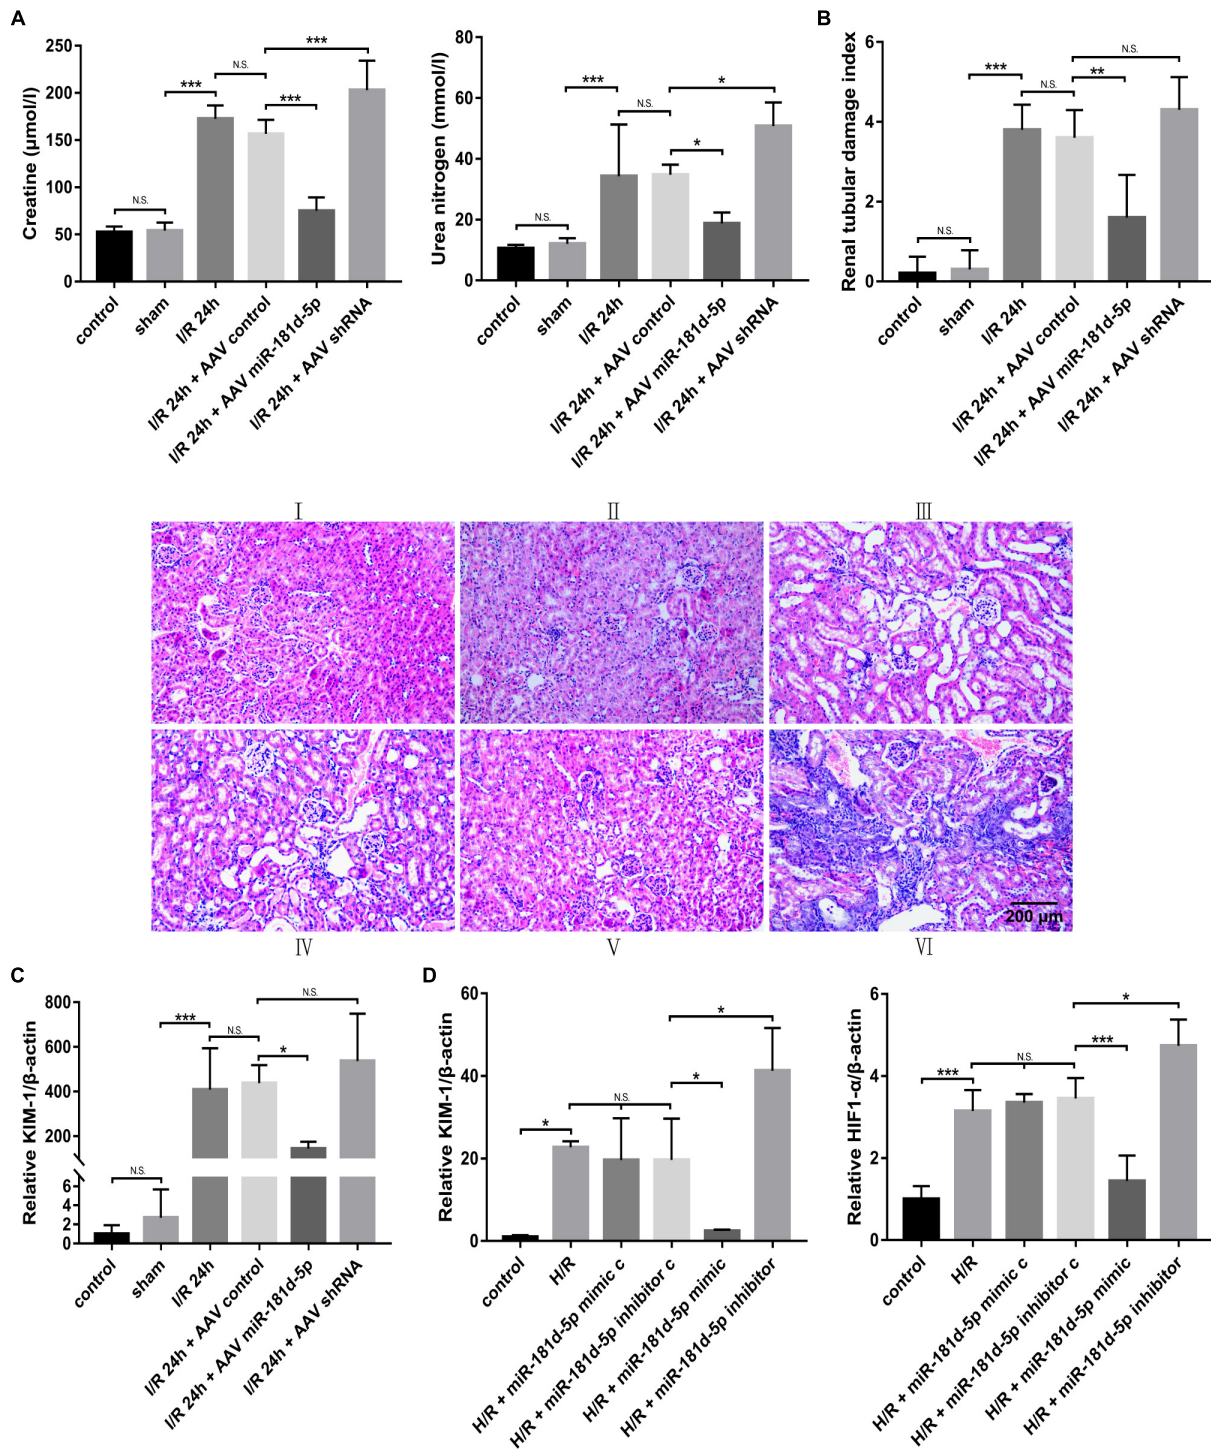 A
B
Creatine (µmol/l)
250
200
150
100
50
0
N.S.
***
N.S.
***
***
control
sham
I/R 24h
I/R 24h + AAV control
I/R 24h + AAV miR-181d-5p
I/R 24h + AAV shRNA
Urea nitrogen (mmol/l)
80
60
40
20
0
N.S.
***
N.S.
*
*
control
sham
I/R 24h
I/R 24h + AAV control
I/R 24h + AAV miR-181d-5p
I/R 24h + AAV shRNA
Renal tubular damage index
6
4
2
0
N.S.
***
N.S.
**
N.S.
control
sham
I/R 24h
I/R 24h + AAV control
I/R 24h + AAV miR-181d-5p
I/R 24h + AAV shRNA
I
II
III
200 µm
IV
V
VI
C
D
Relative KIM-1/β-actin
800
600
400
200
6
4
2
0
N.S.
***
N.S.
*
N.S.
control
sham
I/R 24h
I/R 24h + AAV control
I/R 24h + AAV miR-181d-5p
I/R 24h + AAV shRNA
Relative KIM-1/β-actin
60
40
20
0
*
N.S.
*
*
control
H/R
H/R + miR-181d-5p mimic c
H/R + miR-181d-5p inhibitor c
H/R + miR-181d-5p mimic
H/R + miR-181d-5p inhibitor
Relative HIF1-α/β-actin
6
4
2
0
***
N.S.
***
*
control
H/R
H/R + miR-181d-5p mimic c
H/R + miR-181d-5p inhibitor c
H/R + miR-181d-5p mimic
H/R + miR-181d-5p inhibitor